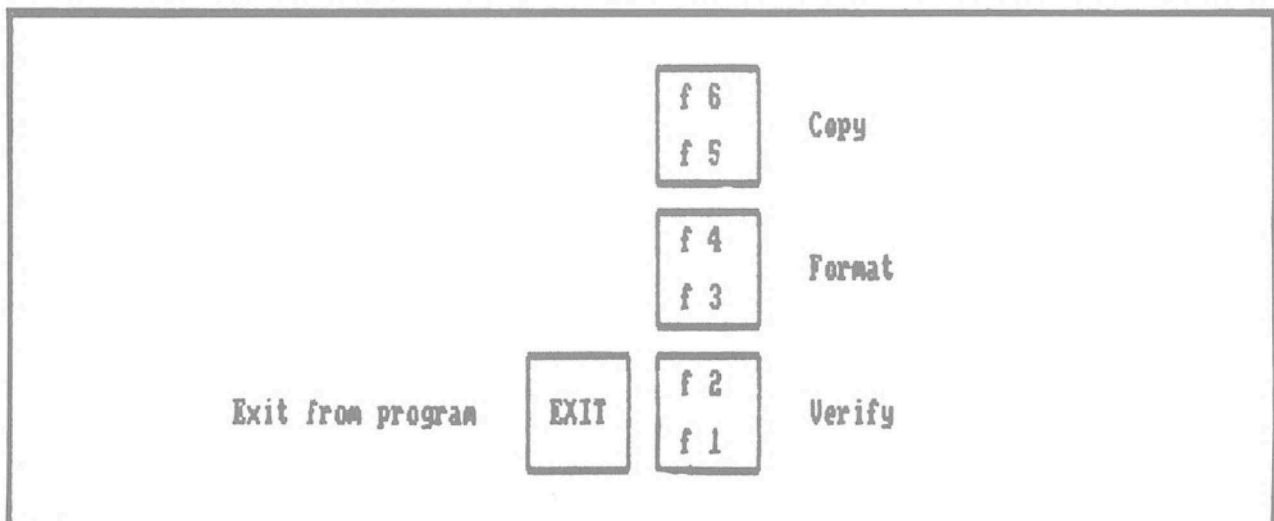 f 6
Copy
f 5
f 4
Format
f 3
f 2
Exit from program EXIT Verify
f 1